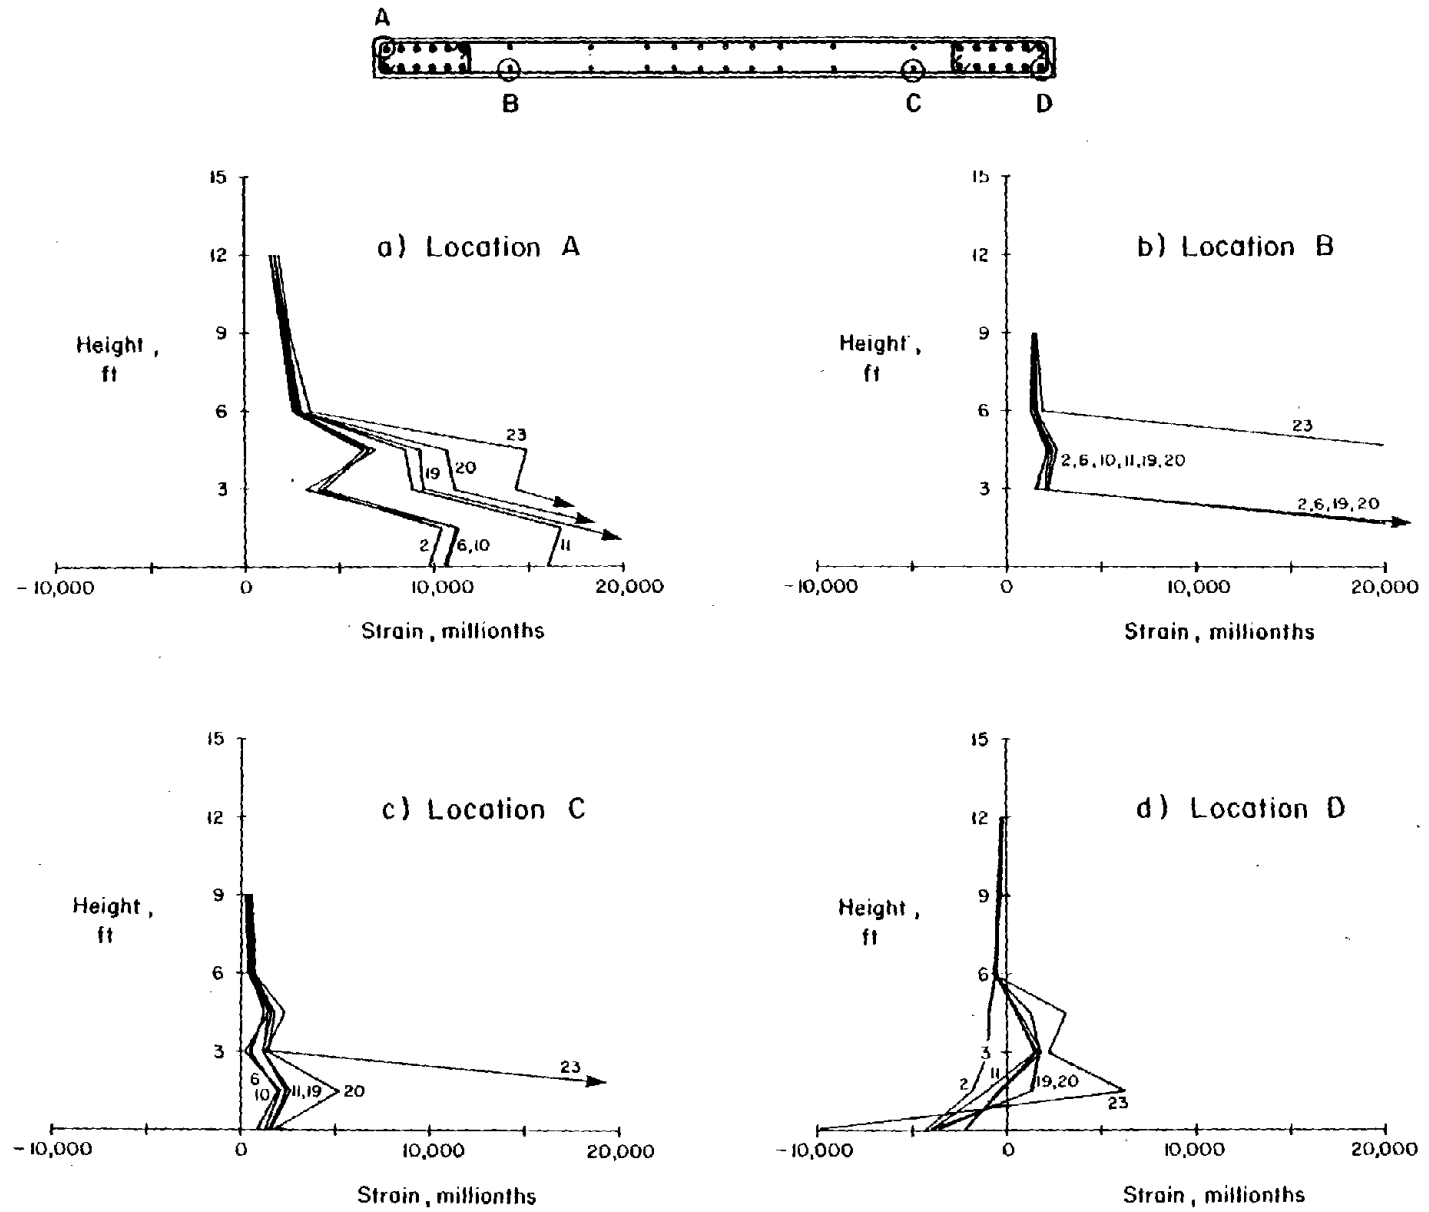 A
B
C
D
15
a) Location A
12
9
Height,
ft
6
23
19
20
3
2
6,10
11
-10,000
0
10,000
20,000
Strain, millionths
15
b) Location B
12
9
Height,
ft
6
23
2,6,10,11,19,20
3
2,6,19,20
-10,000
0
10,000
20,000
Strain, millionths
15
c) Location C
12
9
Height,
ft
6
3
23
6
10
11,19
20
-10,000
0
10,000
20,000
Strain, millionths
15
d) Location D
12
9
Height,
ft
6
3
11
2
19,20
23
-10,000
0
10,000
20,000
Strain, millionths